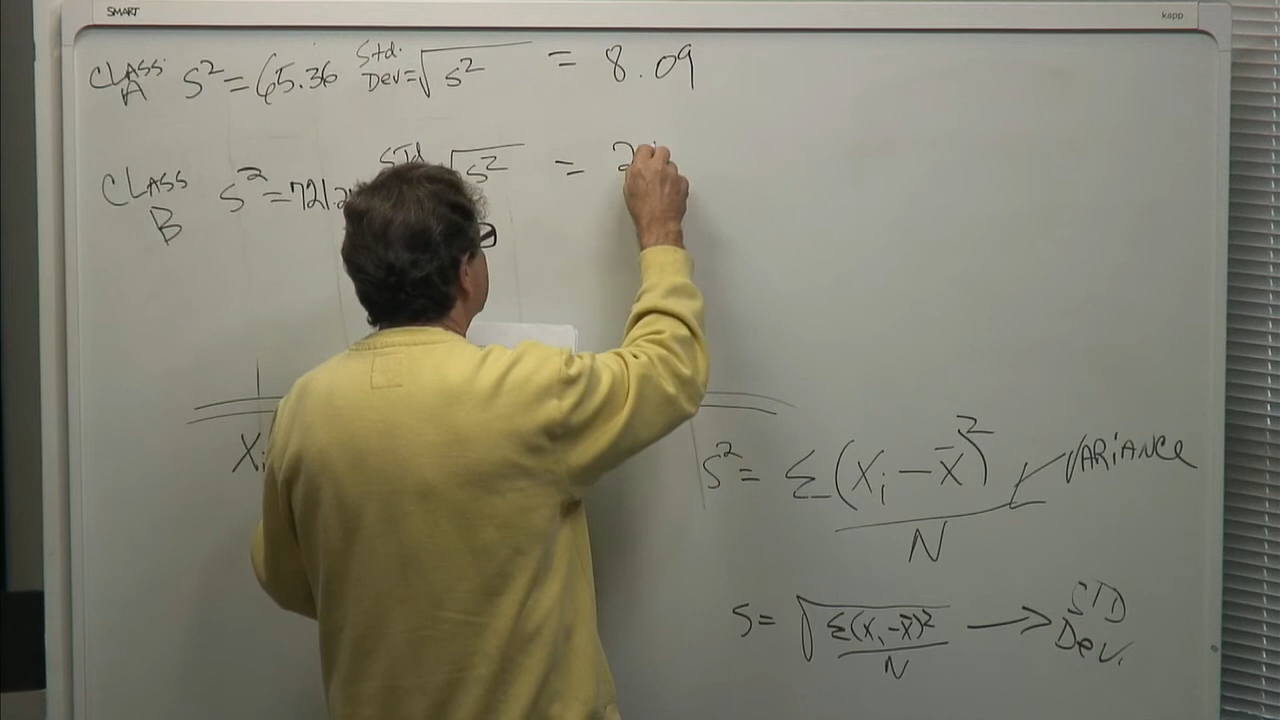 SMART
kapp
CLASS A S²=65.36 Std. Dev=√s² = 8.09
CLASS B S²=721.2 STD √s² = 2
Xᵢ
S²= Σ(Xᵢ-X̄)² / N VARIANCE
S= √Σ(Xᵢ-X̄)² / N → STD Dev.